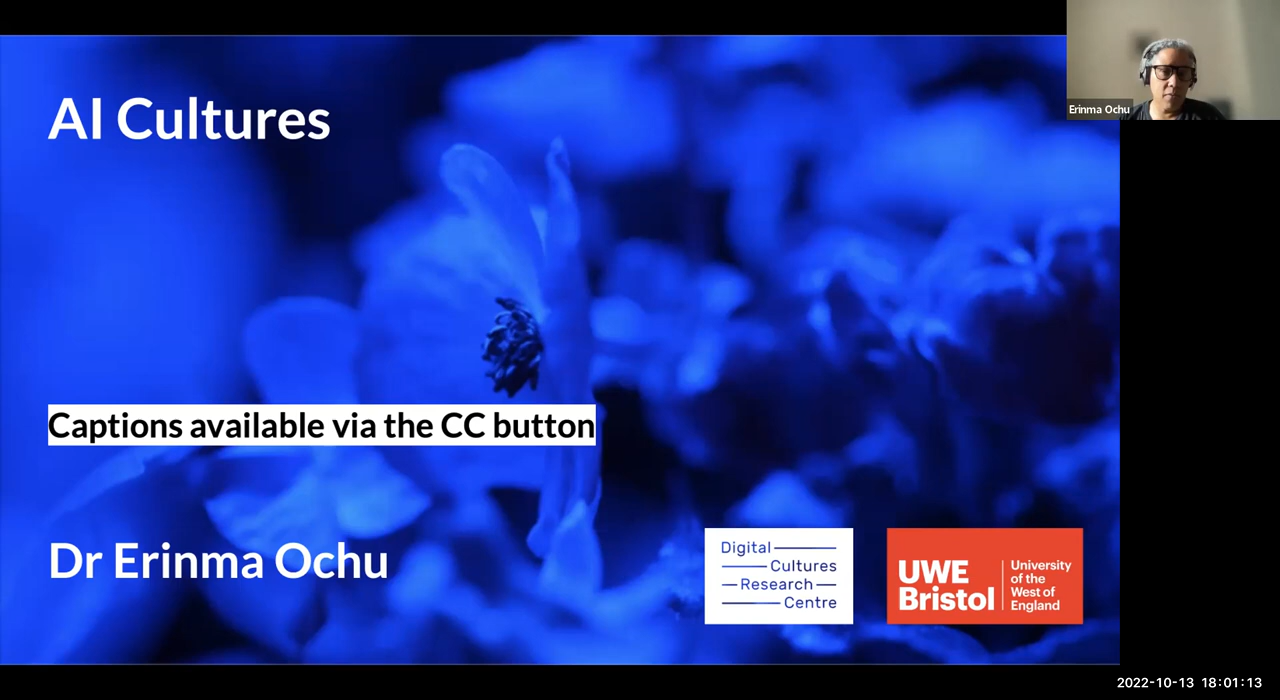 AI Cultures
Erinma Ochu
Captions available via the CC button
Dr Erinma Ochu
Digital
Cultures
Research
Centre
UWE
Bristol
University
of the
West of
England
2022-10-13 18:01:13